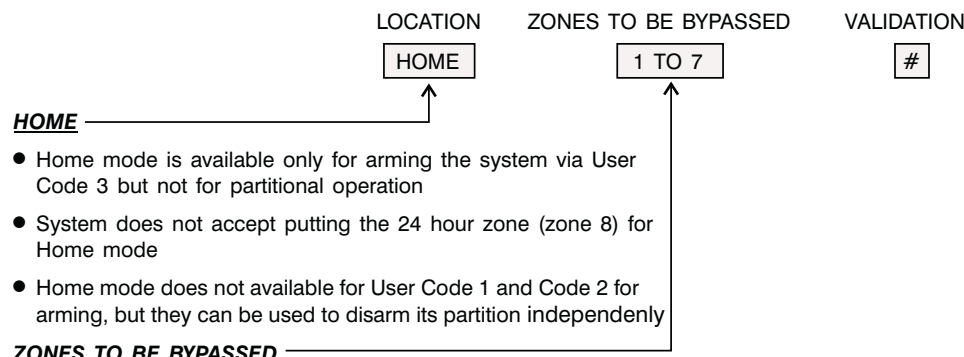 LOCATION ZONES TO BE BYPASSED VALIDATION
HOME 1 TO 7 #
HOME
● Home mode is available only for arming the system via User
Code 3 but not for partitional operation
● System does not accept putting the 24 hour zone (zone 8) for
Home mode
● Home mode does not available for User Code 1 and Code 2 for
arming, but they can be used to disarm its partition independenly
ZONES TO BE BYPASSED